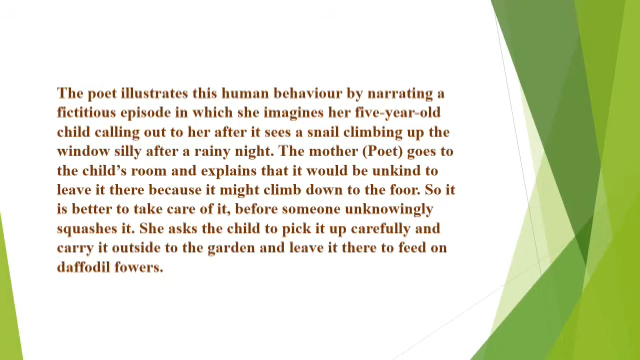 The poet illustrates this human behaviour by narrating a
fictitious episode in which she imagines her five-year-old
child calling out to her after it sees a snail climbing up the
window silly after a rainy night. The mother (Poet) goes to
the child’s room and explains that it would be unkind to
leave it there because it might climb down to the foor. So it
is better to take care of it, before someone unknowingly
squashes it. She asks the child to pick it up carefully and
carry it outside to the garden and leave it there to feed on
daffodil fowers.